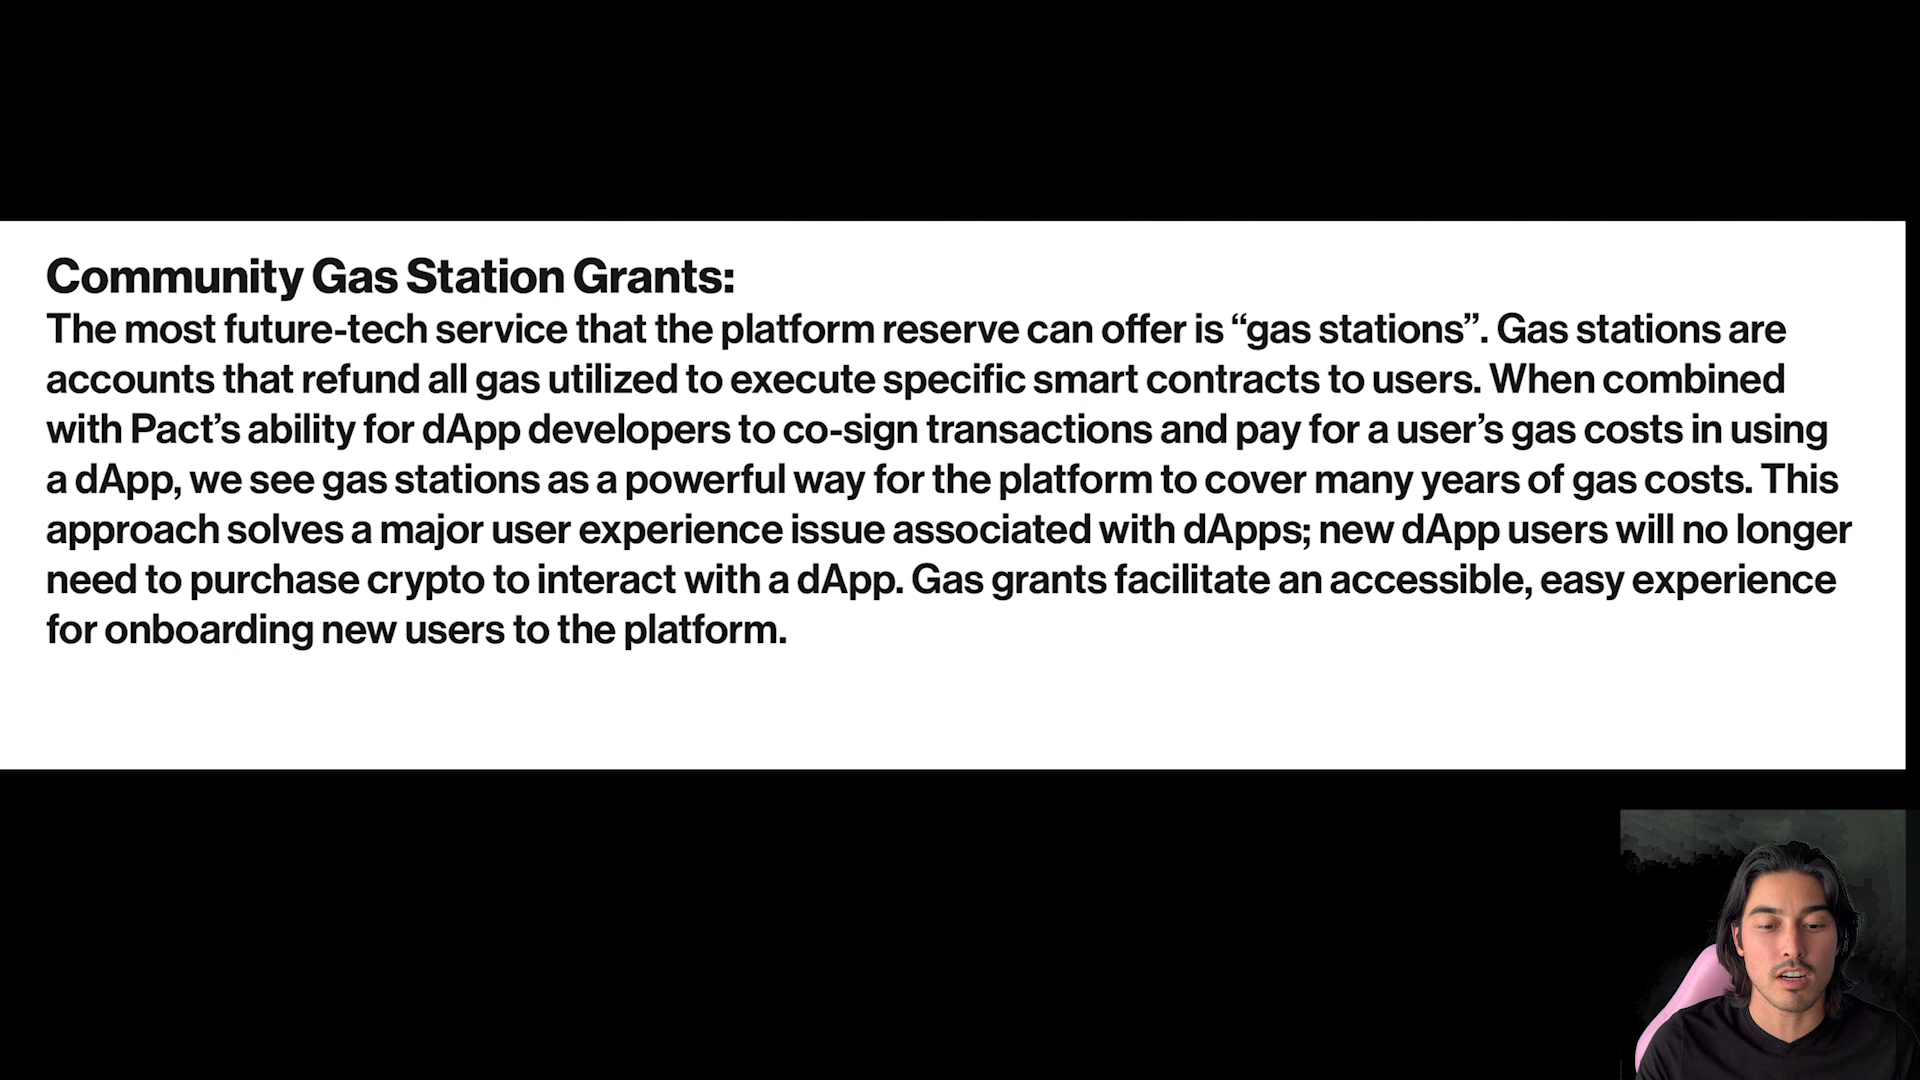 Community Gas Station Grants:
The most future-tech service that the platform reserve can offer is “gas stations”. Gas stations are
accounts that refund all gas utilized to execute specific smart contracts to users. When combined
with Pact’s ability for dApp developers to co-sign transactions and pay for a user’s gas costs in using
a dApp, we see gas stations as a powerful way for the platform to cover many years of gas costs. This
approach solves a major user experience issue associated with dApps; new dApp users will no longer
need to purchase crypto to interact with a dApp. Gas grants facilitate an accessible, easy experience
for onboarding new users to the platform.